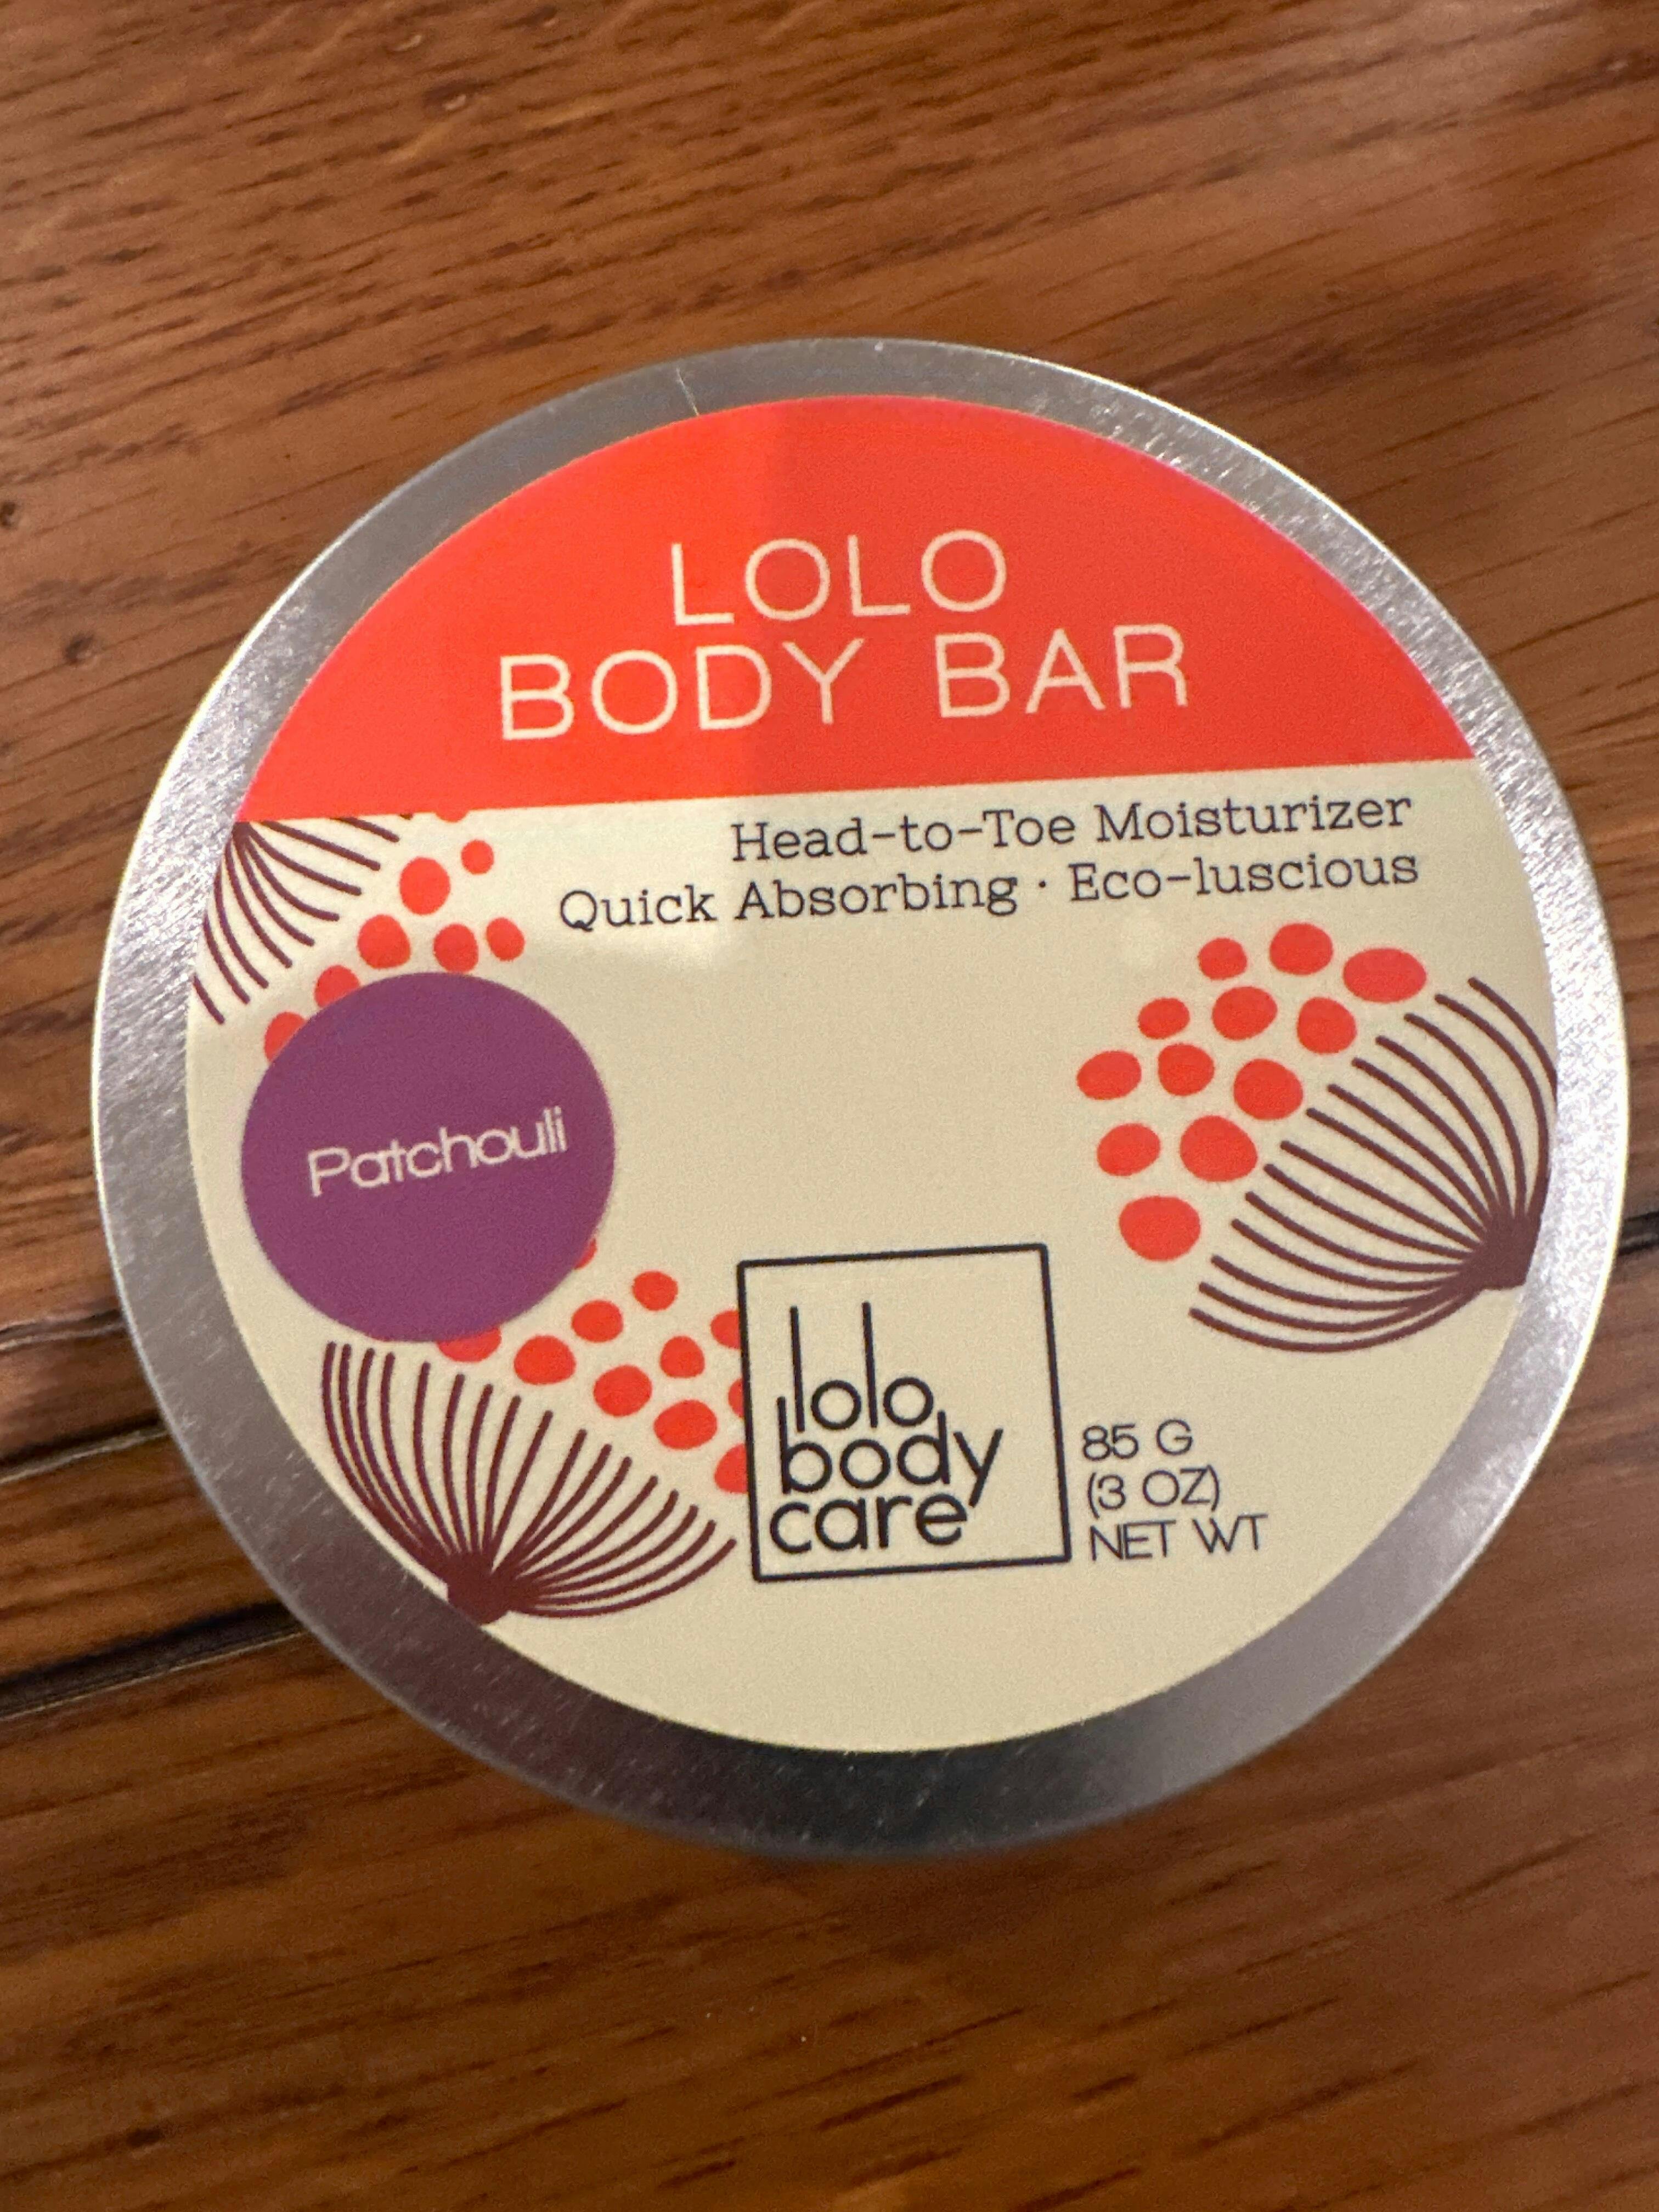 LOLO
BODY BAR
Head-to-Toe Moisturizer
Quick Absorbing · Eco-luscious
Patchouli
lolo
body
care
85 G
(3 OZ)
NET WT